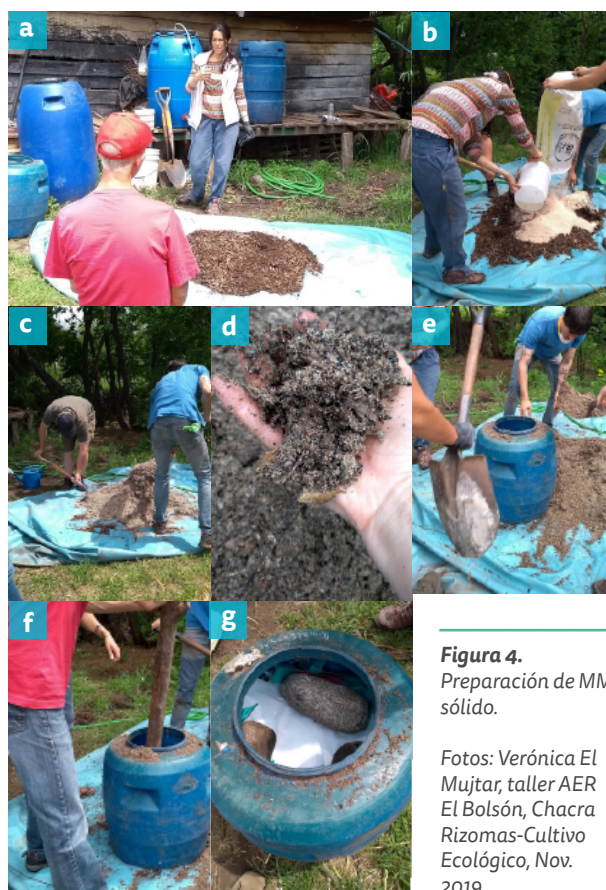 a
b
c
d
e
f
g
Figura 4.
Preparación de MM
sólido.
Fotos: Verónica El
Mujtar, taller AER
El Bolsón, Chacra
Rizomas-Cultivo
Ecológico, Nov.
2019